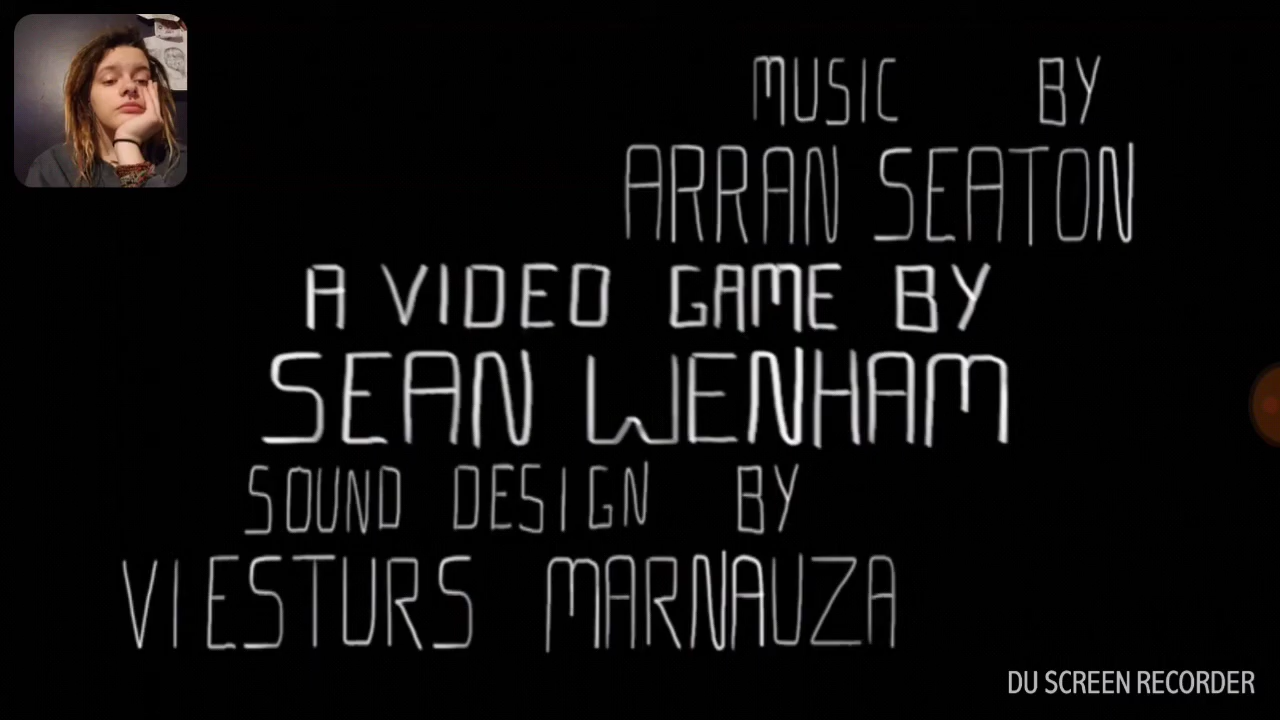 MUSIC BY
ARRAN SEATON
A VIDEO GAME BY
SEAN WENHAM
SOUND DESIGN BY
VIESTURS MARNAUZA
DU SCREEN RECORDER